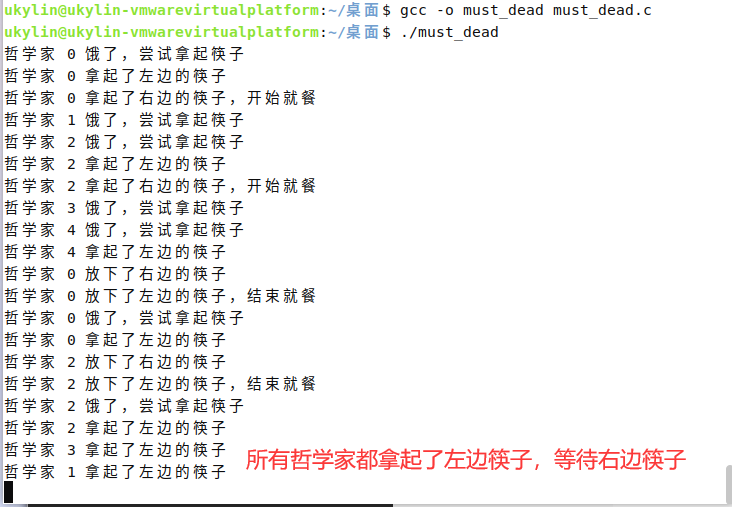 ukylin@ukylin-vmwarevirtualplatform:~/桌面$ gcc -o must_dead must_dead.c
ukylin@ukylin-vmwarevirtualplatform:~/桌面$ ./must_dead
哲学家 0 饿了，尝试拿起筷子
哲学家 0 拿起了左边的筷子
哲学家 0 拿起了右边的筷子，开始就餐
哲学家 1 饿了，尝试拿起筷子
哲学家 2 饿了，尝试拿起筷子
哲学家 2 拿起了左边的筷子
哲学家 2 拿起了右边的筷子，开始就餐
哲学家 3 饿了，尝试拿起筷子
哲学家 4 饿了，尝试拿起筷子
哲学家 4 拿起了左边的筷子
哲学家 0 放下了右边的筷子
哲学家 0 放下了左边的筷子，结束就餐
哲学家 0 饿了，尝试拿起筷子
哲学家 0 拿起了左边的筷子
哲学家 2 放下了右边的筷子
哲学家 2 放下了左边的筷子，结束就餐
哲学家 2 饿了，尝试拿起筷子
哲学家 2 拿起了左边的筷子
哲学家 3 拿起了左边的筷子
所有哲学家都拿起了左边筷子，等待右边筷子
哲学家 1 拿起了左边的筷子